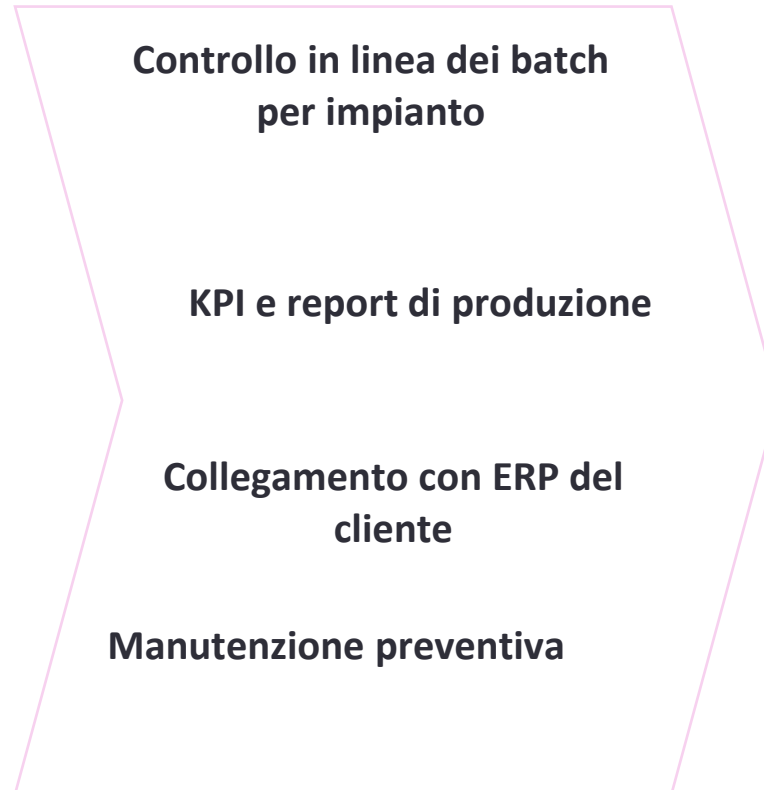 Controllo in linea dei batch
per impianto
KPI e report di produzione
Collegamento con ERP del
cliente
Manutenzione preventiva